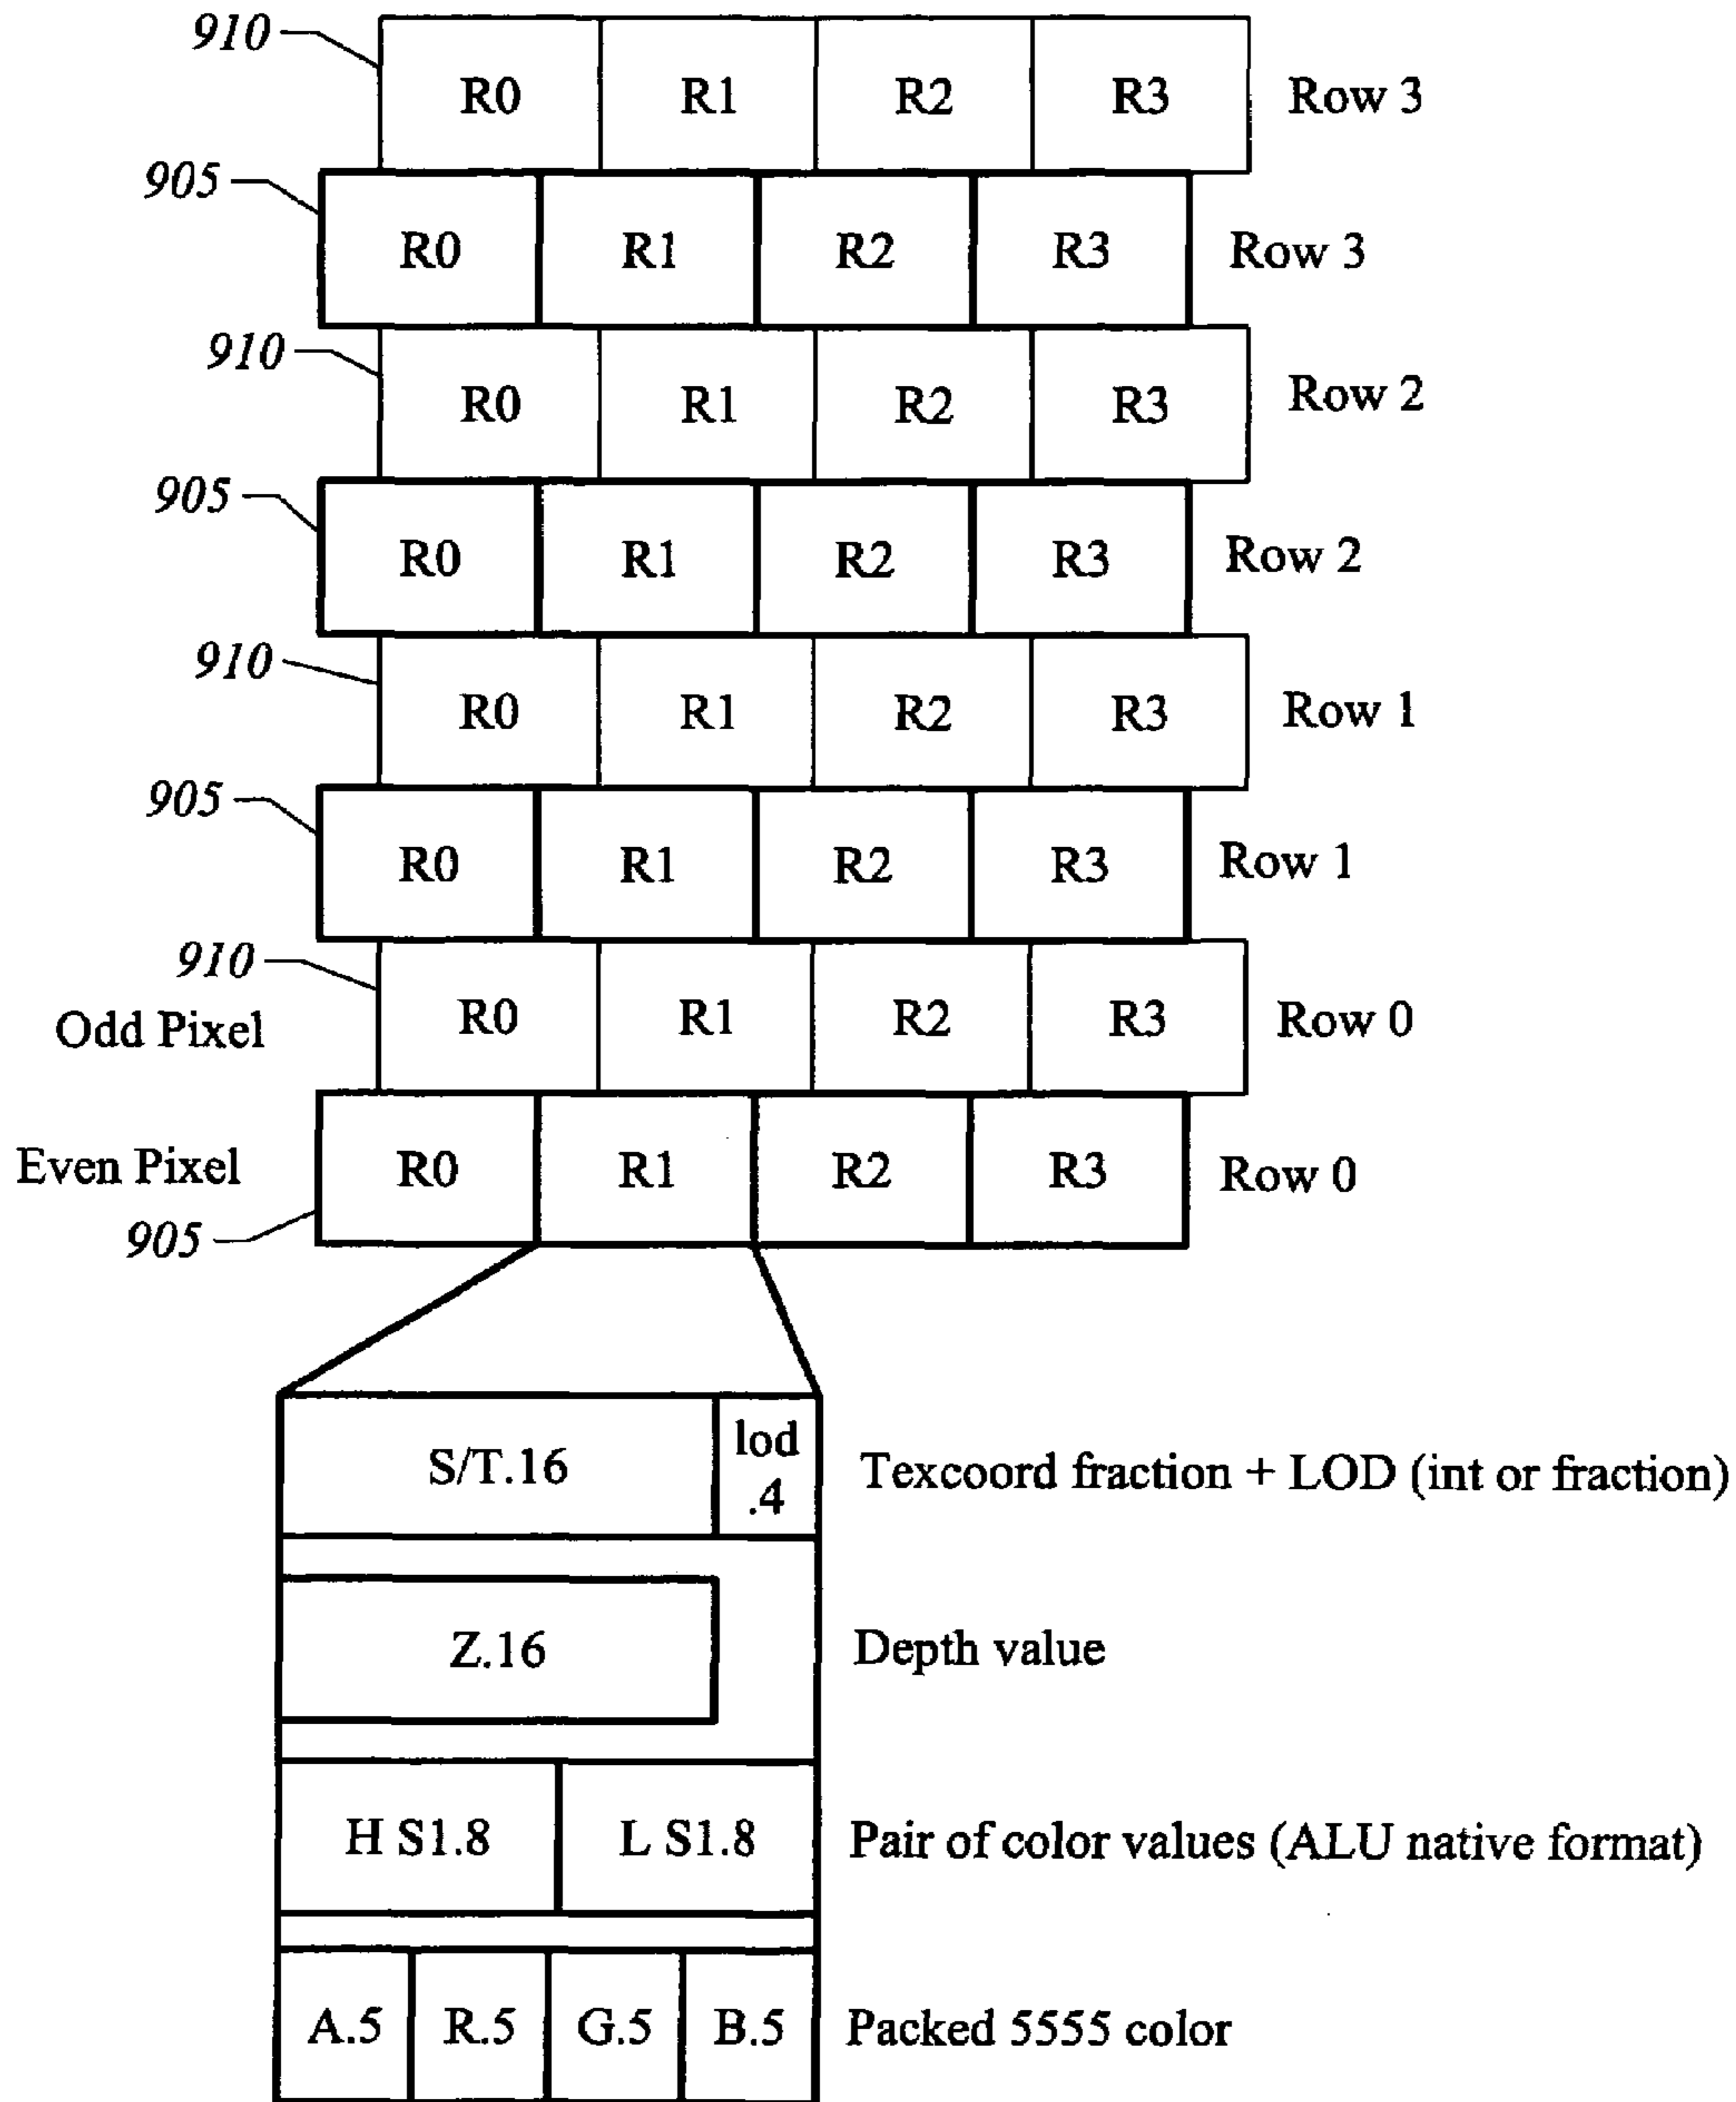 910 R0 R1 R2 R3 Row 3
905 R0 R1 R2 R3 Row 3
910 R0 R1 R2 R3 Row 2
905 R0 R1 R2 R3 Row 2
910 R0 R1 R2 R3 Row 1
905 R0 R1 R2 R3 Row 1
910
Odd Pixel R0 R1 R2 R3 Row 0
Even Pixel R0 R1 R2 R3 Row 0
905
S/T.16 lod .4 Texcoord fraction + LOD (int or fraction)
Z.16 Depth value
H S1.8 L S1.8 Pair of color values (ALU native format)
A.5 R.5 G.5 B.5 Packed 5555 color